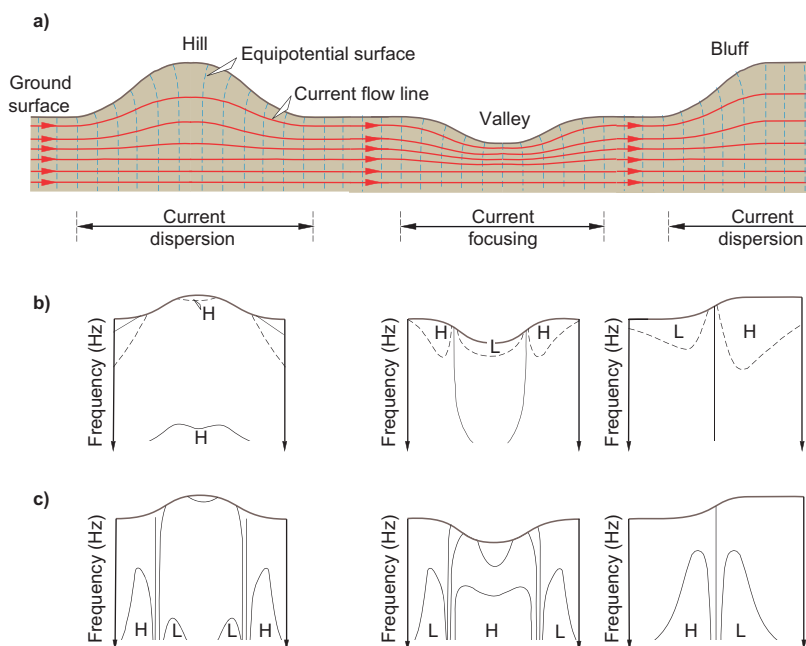 a)
Hill
Equipotential surface
Bluff
Ground
surface
Current flow line
Valley
Current
dispersion
Current
focusing
Current
dispersion
b)
Frequency (Hz)
H
H
Frequency (Hz)
H
L
H
Frequency (Hz)
L
H
c)
Frequency (Hz)
H
L
L
H
Frequency (Hz)
L
H
L
Frequency (Hz)
H
L